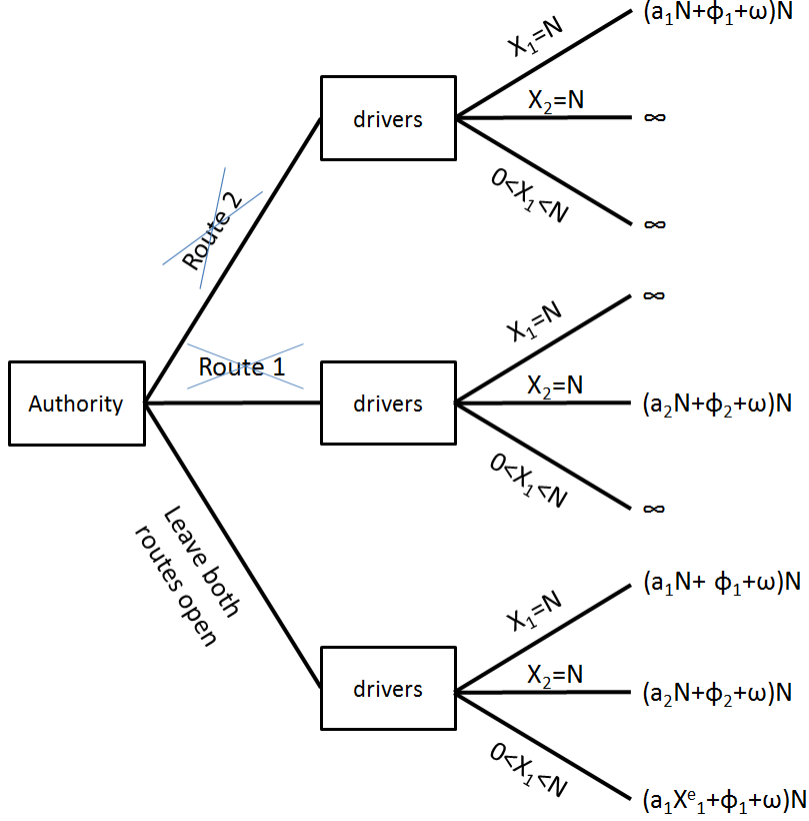 X₁=N
(a₁N+ϕ₁+ω)N
drivers
X₂=N
∞
0<X₁<N
∞
Route 2
X₁=N
∞
Route 1
Authority
drivers
X₂=N
(a₂N+ϕ₂+ω)N
0<X₁<N
∞
Leave both
routes open
X₁=N
(a₁N+ ϕ₁+ω)N
drivers
X₂=N
(a₂N+ϕ₂+ω)N
0<X₁<N
(a₁Xᵉ₁+ϕ₁+ω)N